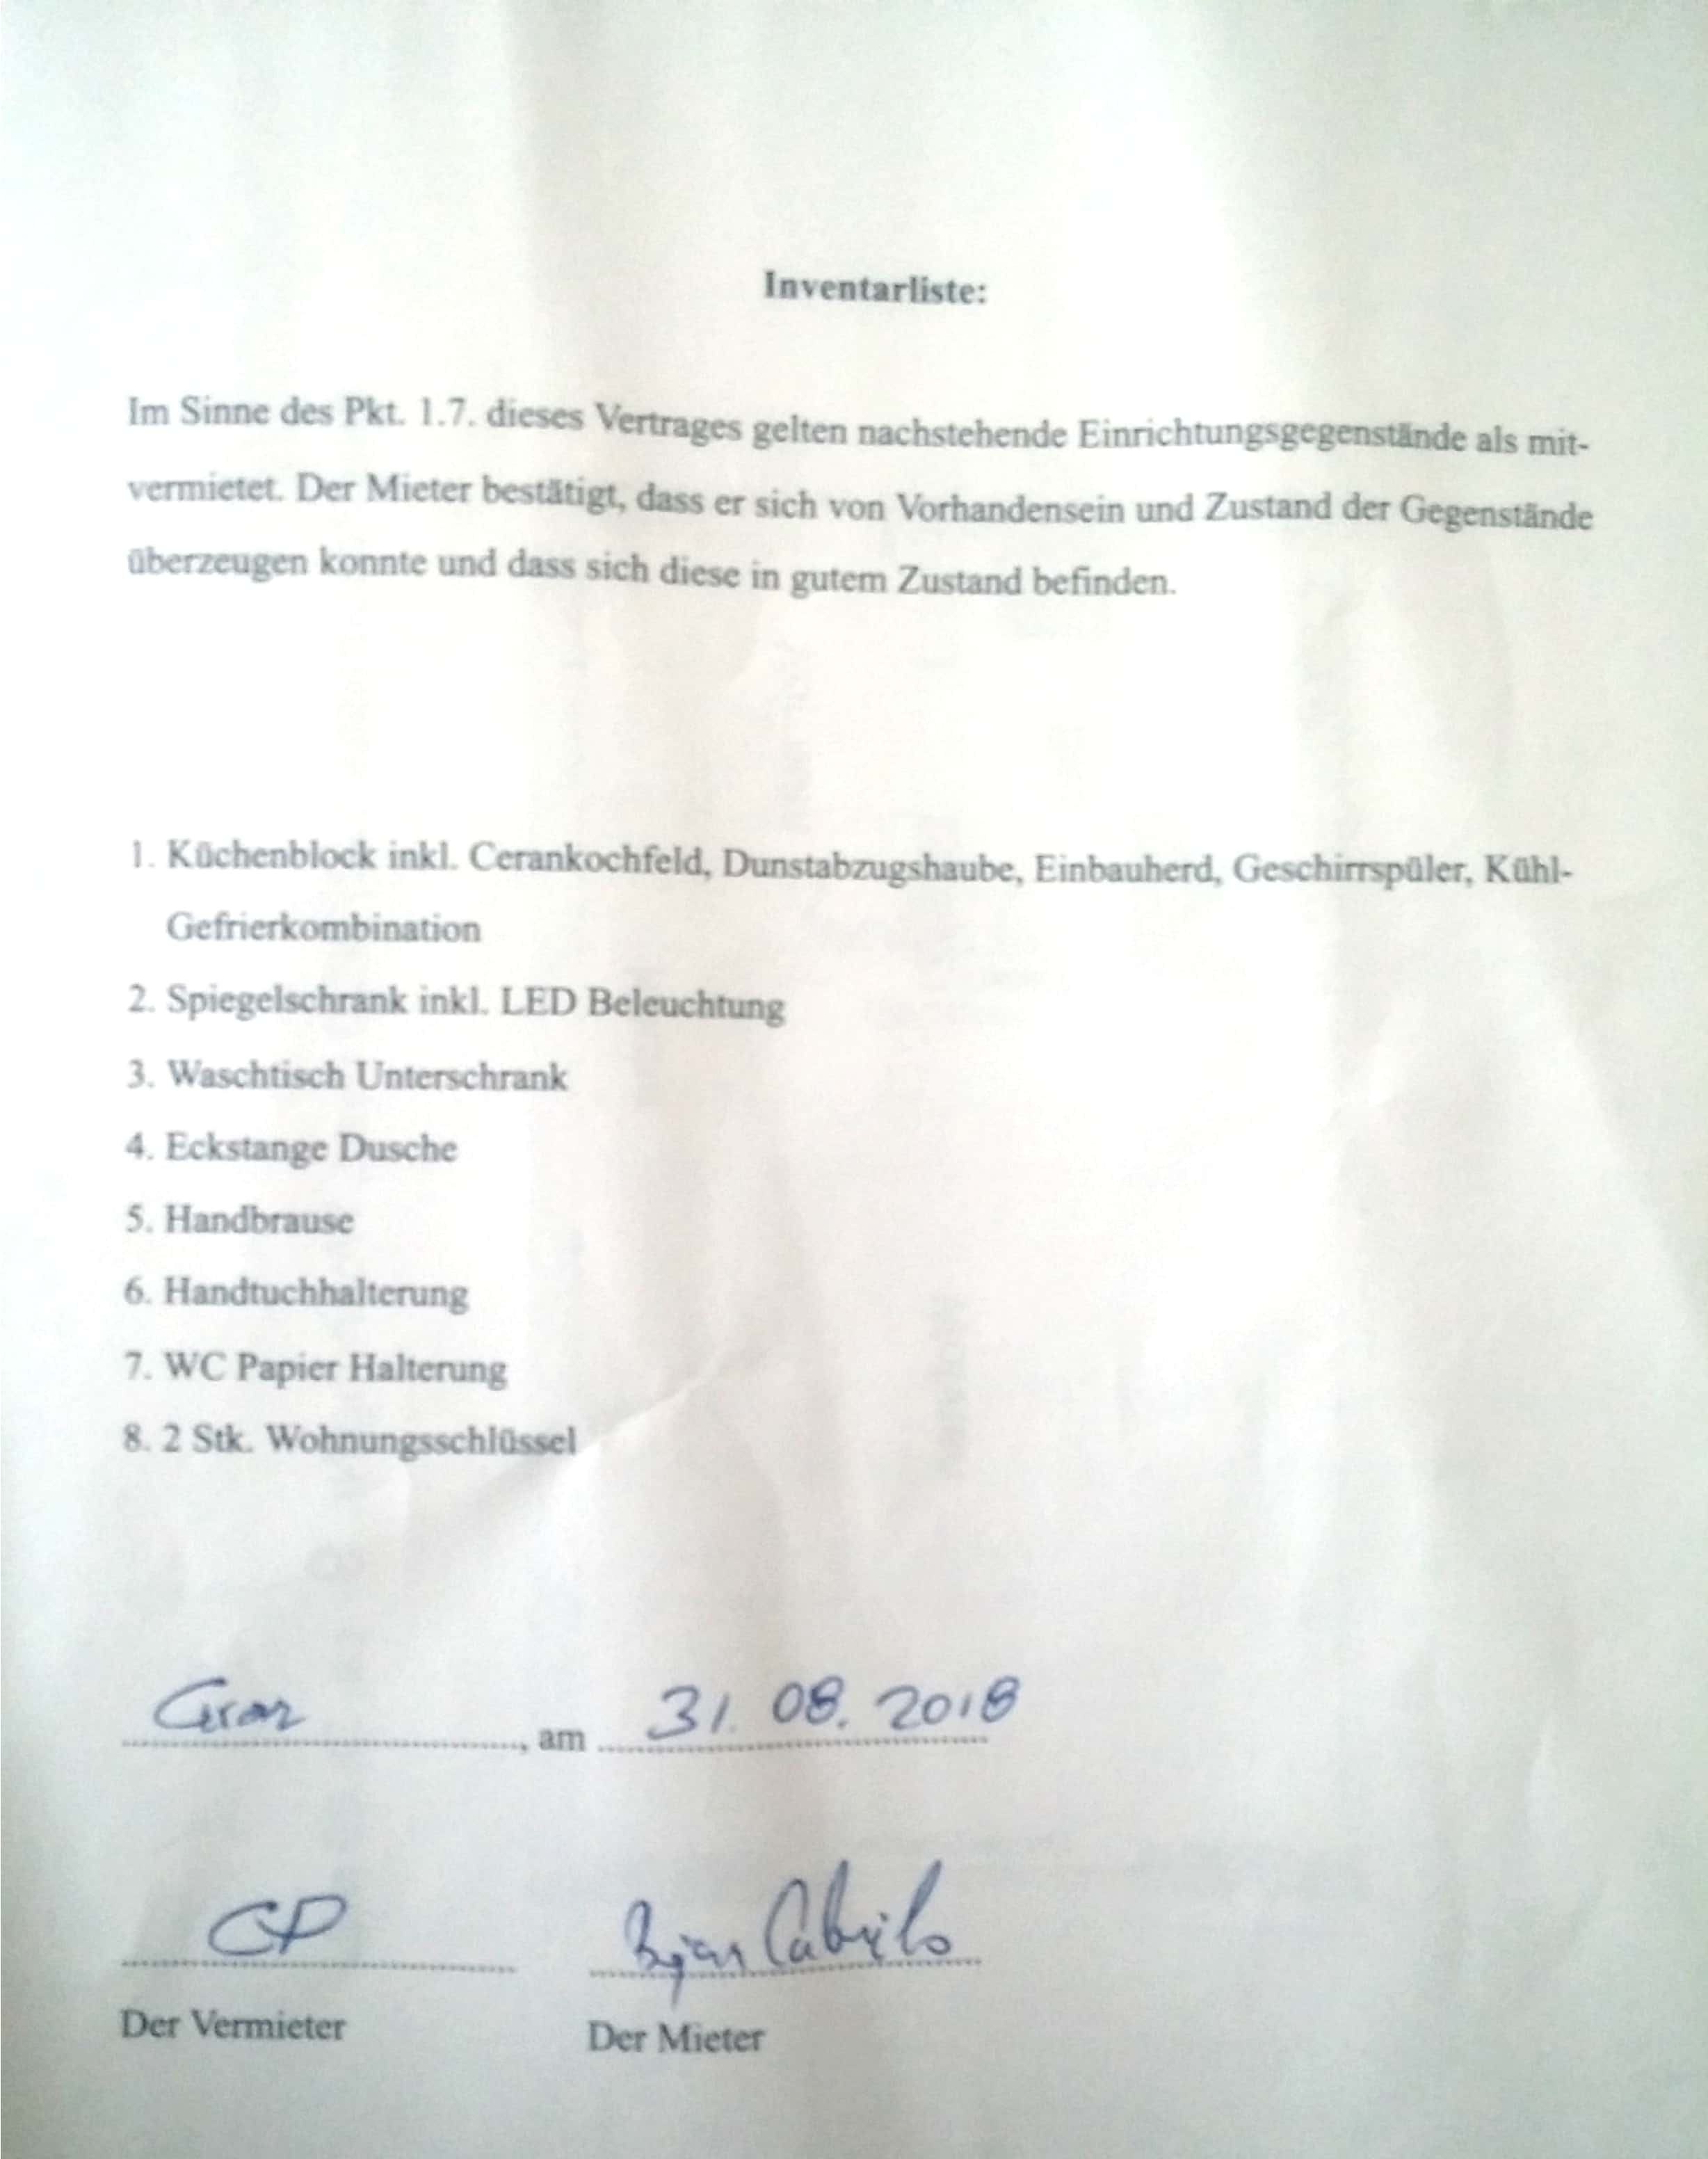 Inventarliste:
Im Sinne des Pkt. 1.7. dieses Vertrages gelten nachstehende Einrichtungsgegenstände als mit-
vermietet. Der Mieter bestätigt, dass er sich von Vorhandensein und Zustand der Gegenstände
überzeugen konnte und dass sich diese in gutem Zustand befinden.
1. Küchenblock inkl. Cerankochfeld, Dunstabzugshaube, Einbauherd, Geschirrspüler, Kühl-
Gefrierkombination
2. Spiegelschrank inkl. LED Beleuchtung
3. Waschtisch Unterschrank
4. Eckstange Dusche
5. Handbrause
6. Handtuchhalterung
7. WC Papier Halterung
8. 2 Stk. Wohnungsschlüssel
Graz, am 31. 08. 2018
Der Vermieter Der Mieter